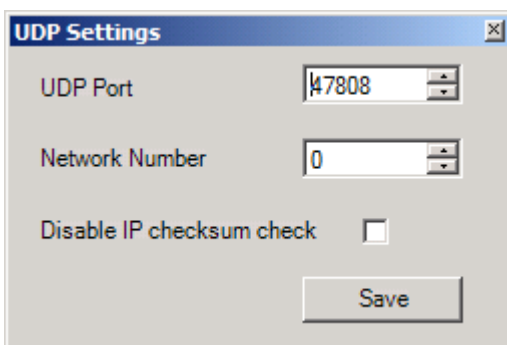 UDP Settings
UDP Port 47808
Network Number 0
Disable IP checksum check
Save